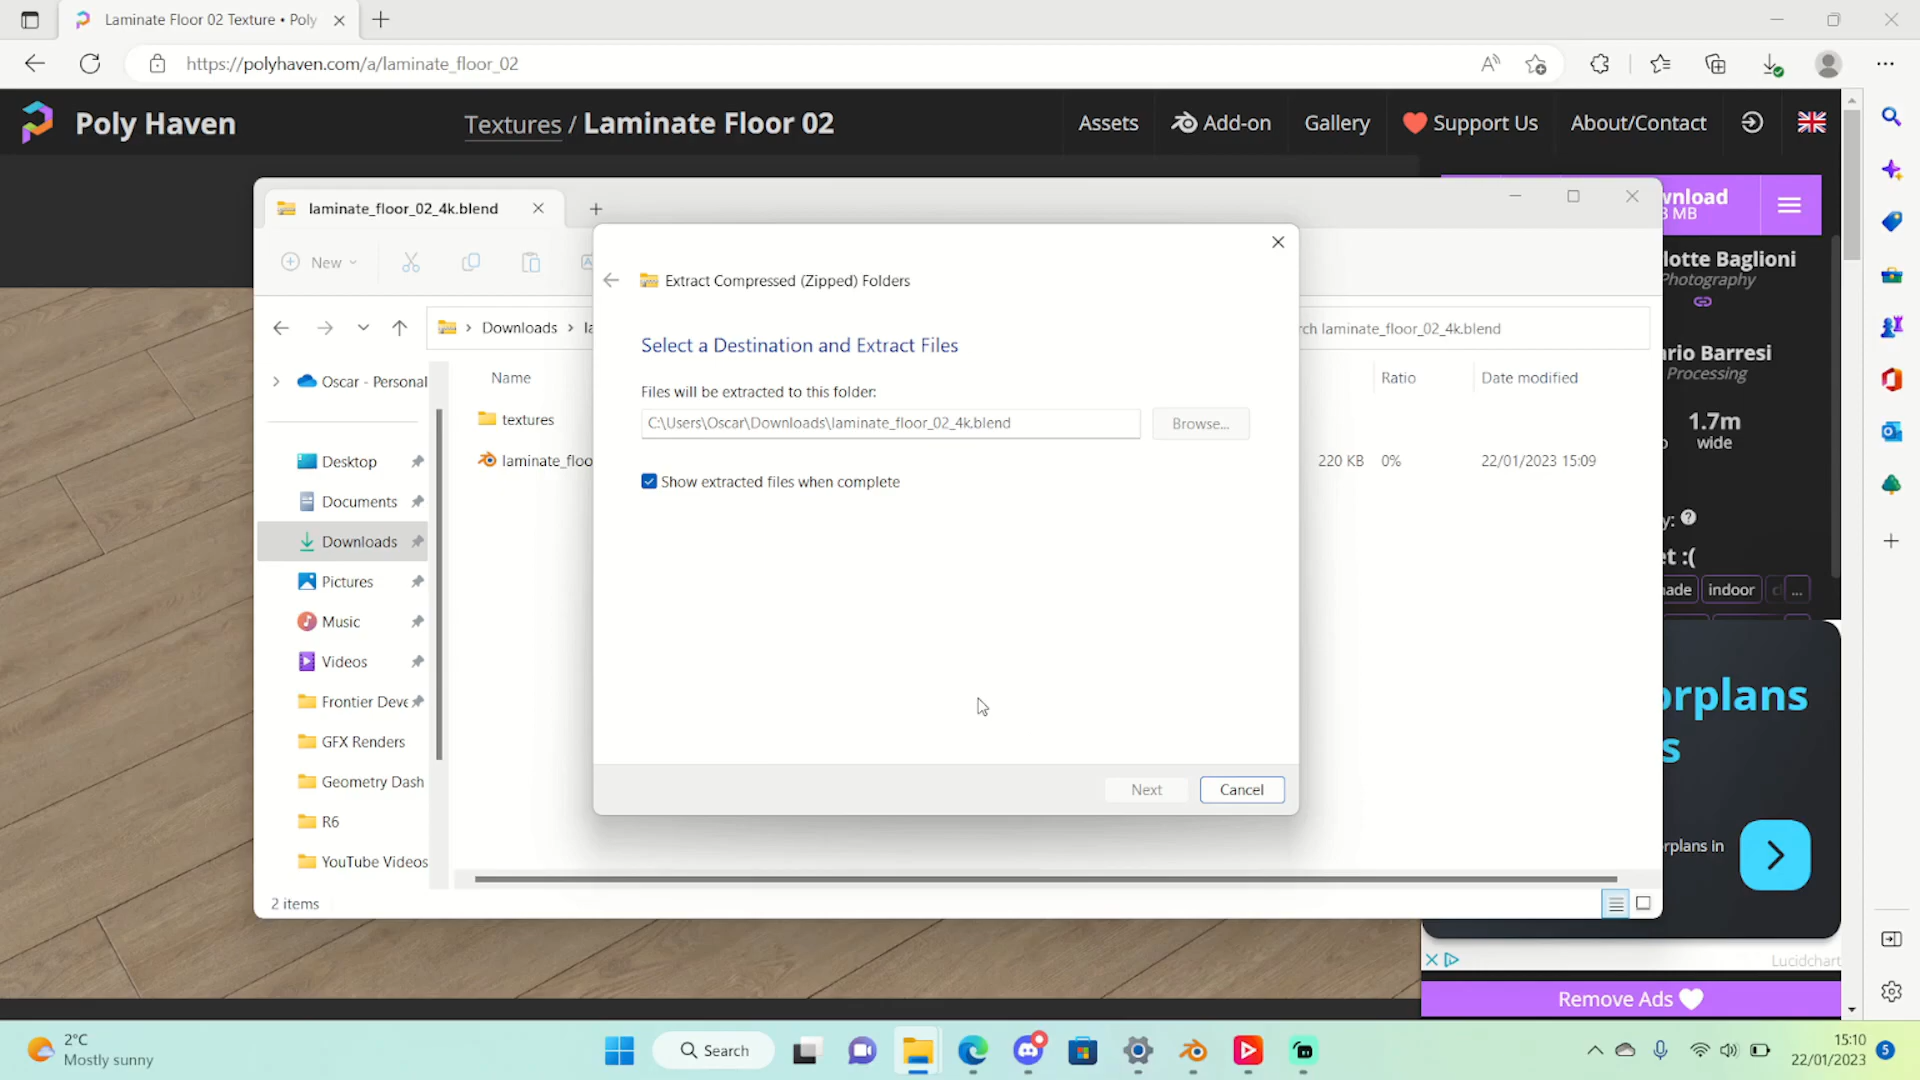 Laminate Floor 02 Texture • Poly
https://polyhaven.com/a/laminate_floor_02
Poly Haven
Textures / Laminate Floor 02
Assets
Add-on
Gallery
Support Us
About/Contact
laminate_floor_02_4k.blend
New
Downloads
rch laminate_floor_02_4k.blend
Extract Compressed (Zipped) Folders
Select a Destination and Extract Files
Files will be extracted to this folder:
C:\Users\Oscar\Downloads\laminate_floor_02_4k.blend
Browse...
Show extracted files when complete
Next
Cancel
Name
Ratio
Date modified
textures
laminate_floo
220 KB
0%
22/01/2023 15:09
Oscar - Personal
Desktop
Documents
Downloads
Pictures
Music
Videos
Frontier Deve
GFX Renders
Geometry Dash
R6
YouTube Videos
2 items
wnload
MB
lotte Baglioni
Photography
rio Barresi
Processing
1.7m
wide
y:
et :(
ade
indoor
...
orplans
s
orplans in
Lucidchart
Remove Ads
2°C
Mostly sunny
Search
15:10
22/01/2023
5